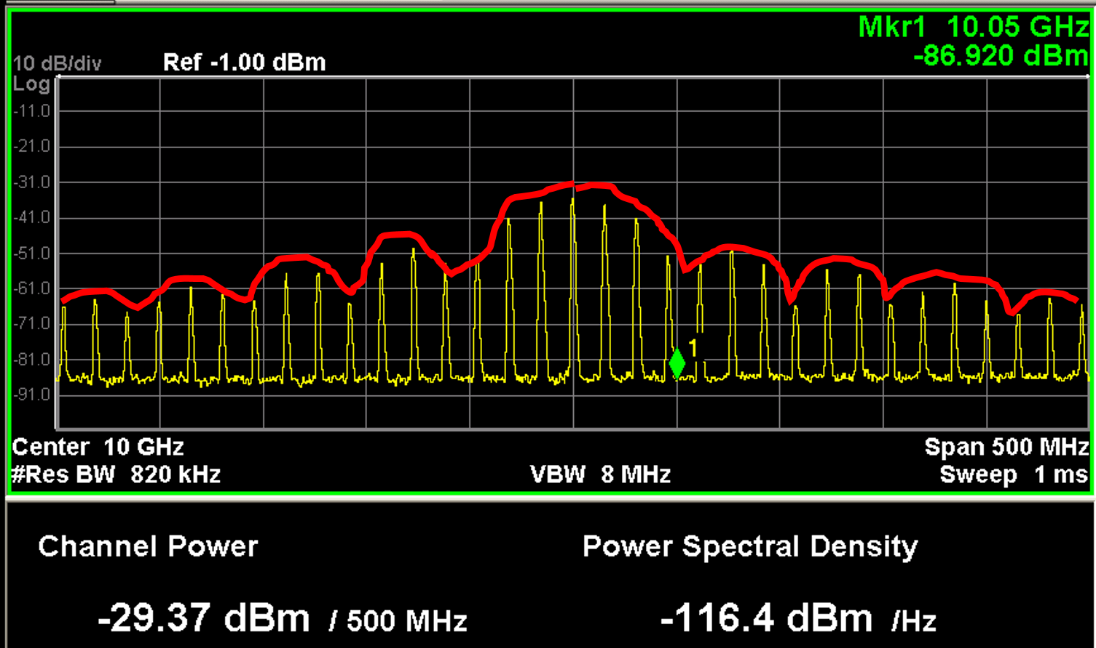 Mkr1 10.05 GHz
-86.920 dBm
10 dB/div Ref -1.00 dBm
Log
-11.0
-21.0
-31.0
-41.0
-51.0
-61.0
-71.0
1
-81.0
-91.0
Center 10 GHz Span 500 MHz
#Res BW 820 kHz VBW 8 MHz Sweep 1 ms
Channel Power Power Spectral Density
-29.37 dBm / 500 MHz -116.4 dBm /Hz